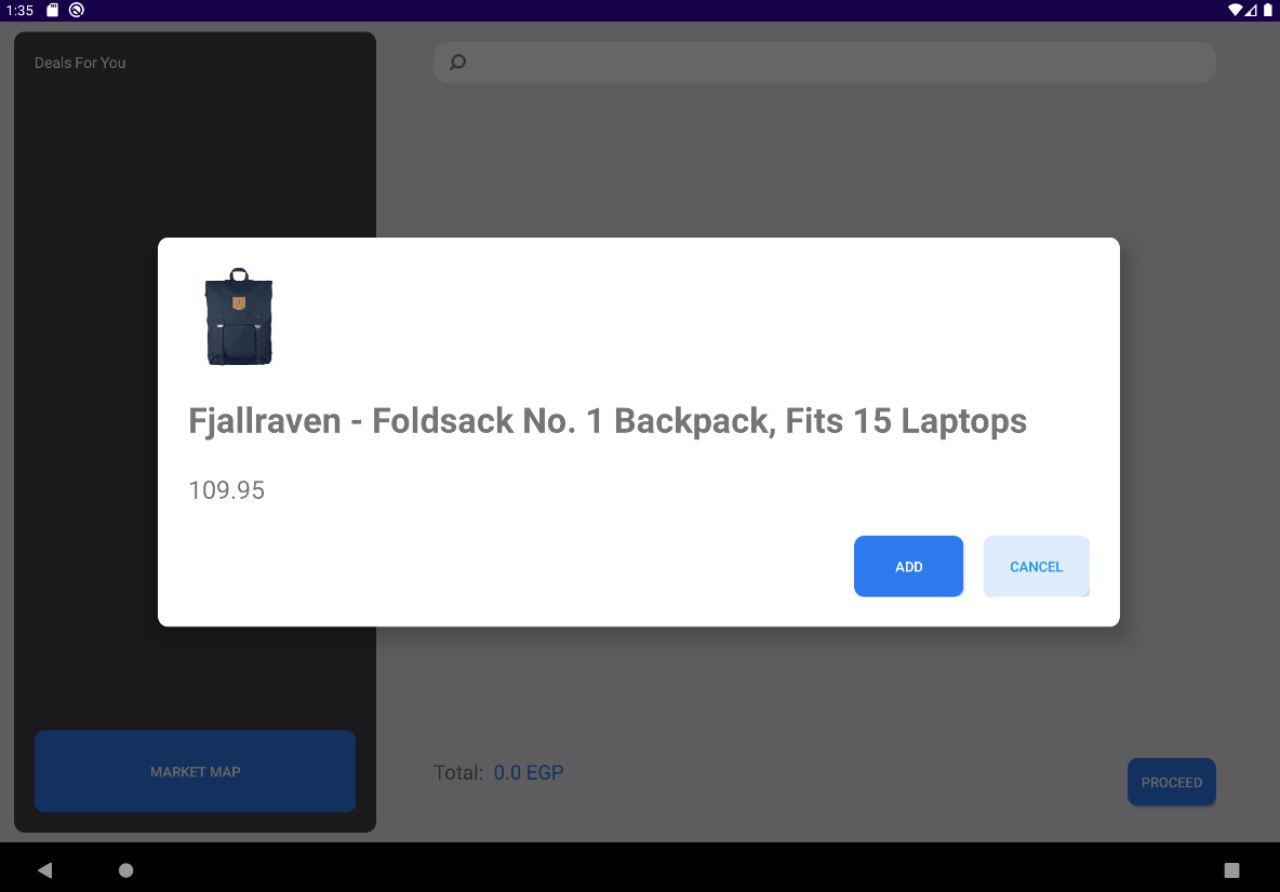 1:35
Deals For You
Fjallraven - Foldsack No. 1 Backpack, Fits 15 Laptops
109.95
ADD
CANCEL
MARKET MAP
Total: 0.0 EGP
PROCEED